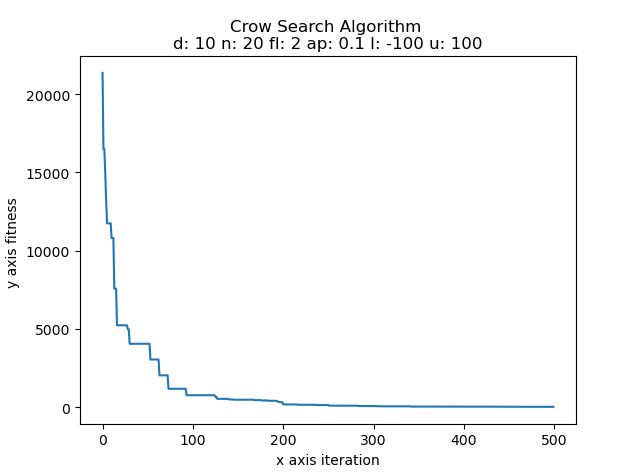 Crow Search Algorithm
d: 10 n: 20 fl: 2 ap: 0.1 l: -100 u: 100
20000
15000
10000
5000
0
y axis fitness
0 100 200 300 400 500
x axis iteration